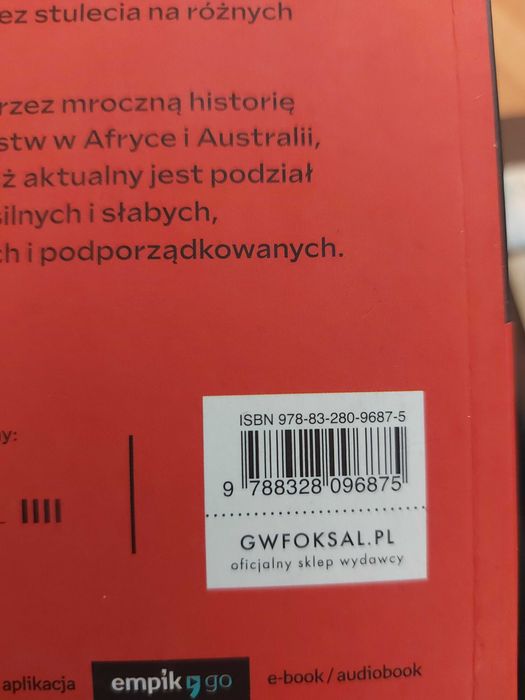 ez stulecia na różnych
rzez mroczną historię
stw w Afryce i Australii,
ż aktualny jest podział
silnych i słabych,
ch i podporządkowanych.
y:
ISBN 978-83-280-9687-5
9 788328 096875
GWFOKSAL.PL
oficjalny sklep wydawcy
aplikacja
empik go
e-book / audiobook